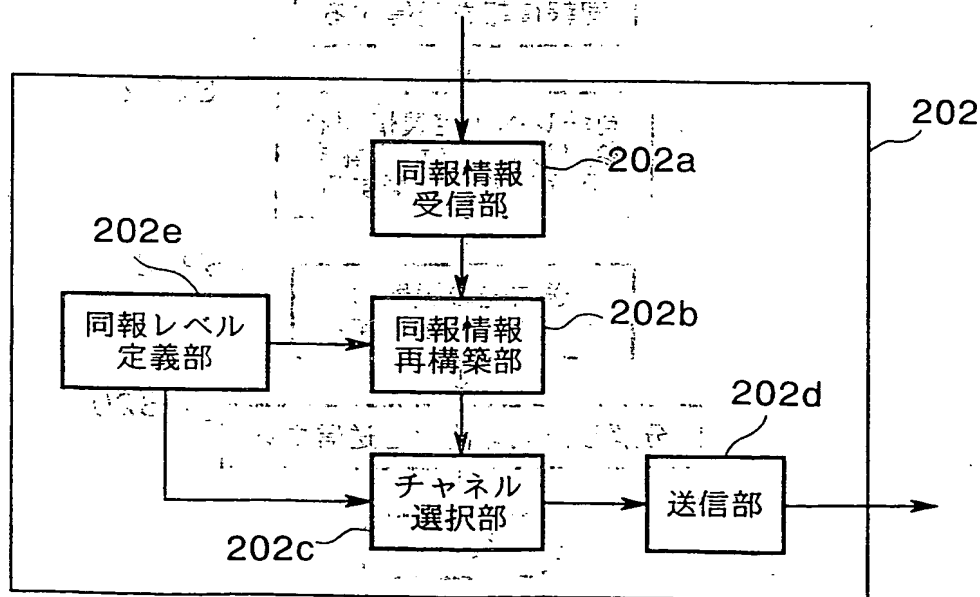 202
同報情報
受信部
202a
202e
同報レベル
定義部
同報情報
再構築部
202b
202d
チャネル
選択部
202c
送信部